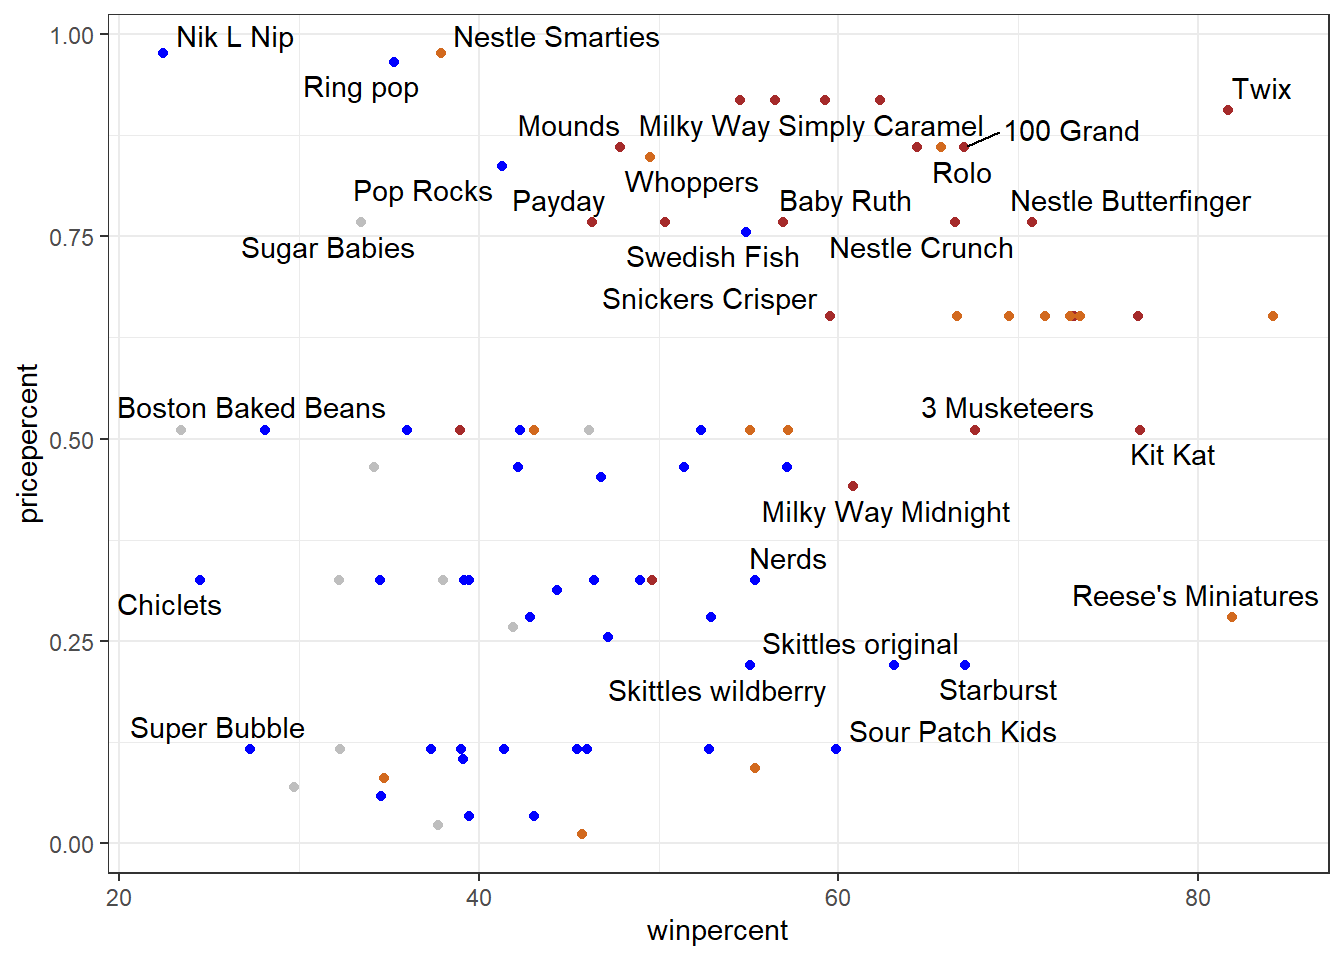 1.00
Nik L Nip
Nestle Smarties
Ring pop
Twix
Mounds
Milky Way Simply Caramel
100 Grand
Rolo
Whoppers
Pop Rocks
Payday
Baby Ruth
Nestle Butterfinger
0.75
Sugar Babies
Swedish Fish
Nestle Crunch
Snickers Crisper
Boston Baked Beans
3 Musketeers
0.50
Kit Kat
pricepercent
Milky Way Midnight
Nerds
Chiclets
Reese's Miniatures
0.25
Skittles original
Skittles wildberry
Starburst
Super Bubble
Sour Patch Kids
0.00
20
40
60
80
winpercent